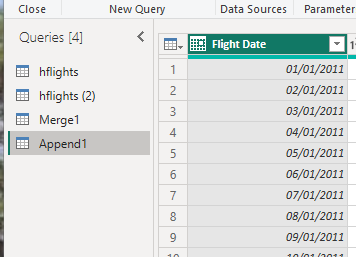 Close New Query Data Sources Parameter
Queries [4]
Flight Date
hflights
hflights (2)
Merge1
Append1
1 01/01/2011
2 02/01/2011
3 03/01/2011
4 04/01/2011
5 05/01/2011
6 06/01/2011
7 07/01/2011
8 08/01/2011
9 09/01/2011